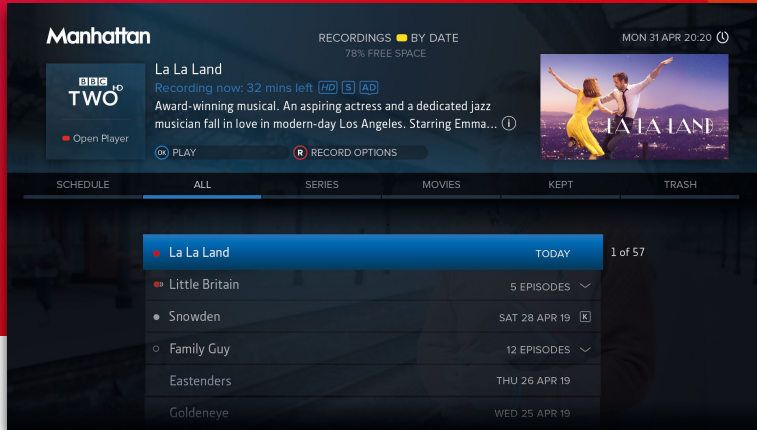 Manhattan
RECORDINGS BY DATE
78% FREE SPACE
MON 31 APR 20:20
BBC
TWO HD
Open Player
La La Land
Recording now: 32 mins left HD S AD
Award-winning musical. An aspiring actress and a dedicated jazz
musician fall in love in modern-day Los Angeles. Starring Emma... i
OK PLAY
R RECORD OPTIONS
LA LA LAND
SCHEDULE ALL SERIES MOVIES KEPT TRASH
La La Land TODAY 1 of 57
Little Britain 5 EPISODES
Snowden SAT 28 APR 19 K
Family Guy 12 EPISODES
Eastenders THU 26 APR 19
Goldeneye WED 25 APR 19